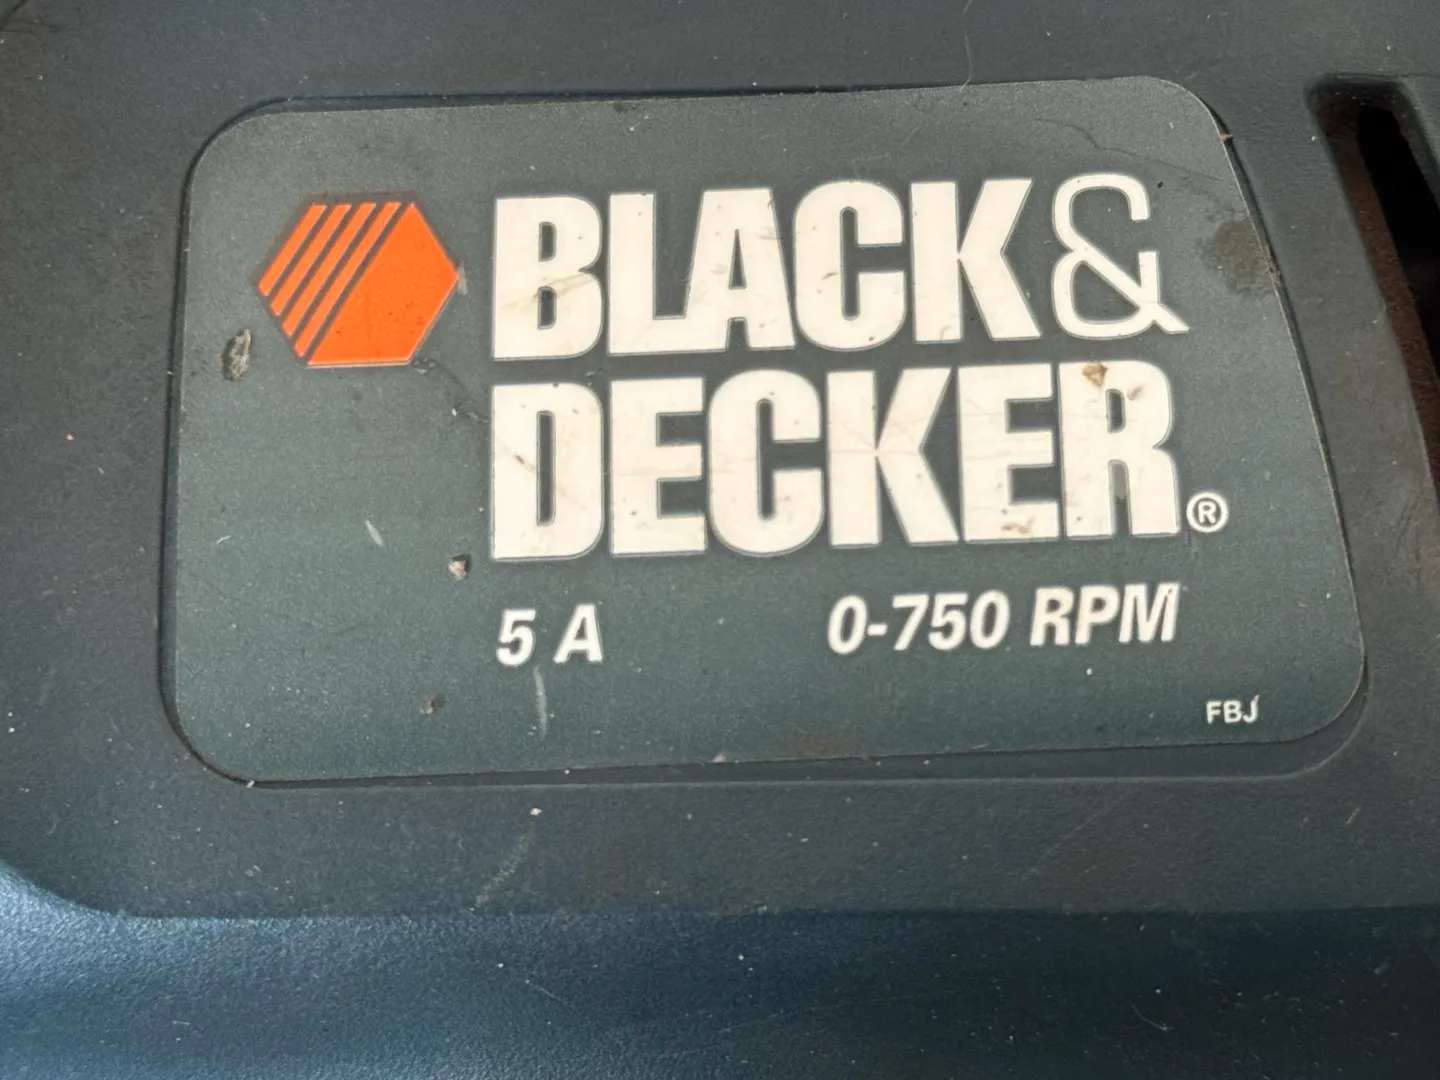 BLACK&
DECKER®
5 A 0-750 RPM
FBJ